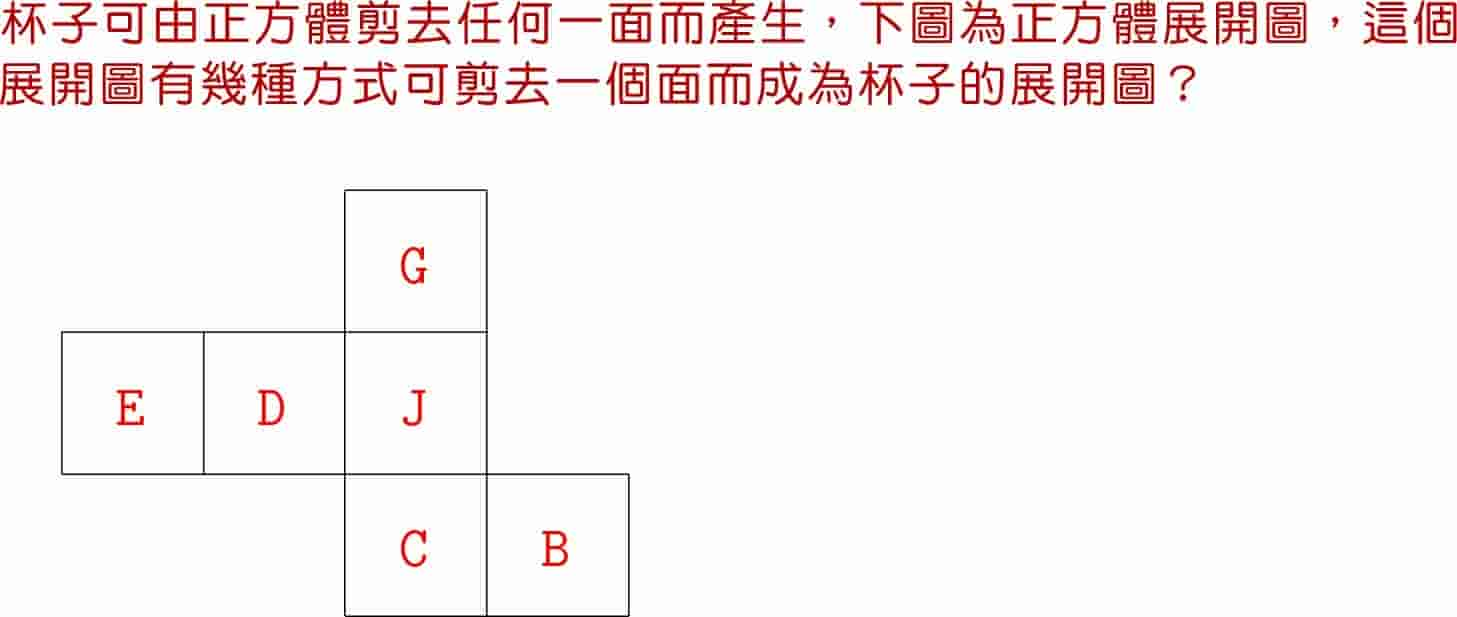 杯子可由正方體剪去任何一面而產生，下圖為正方體展開圖，這個
展開圖有幾種方式可剪去一個面而成為杯子的展開圖？
G
E D J
C B